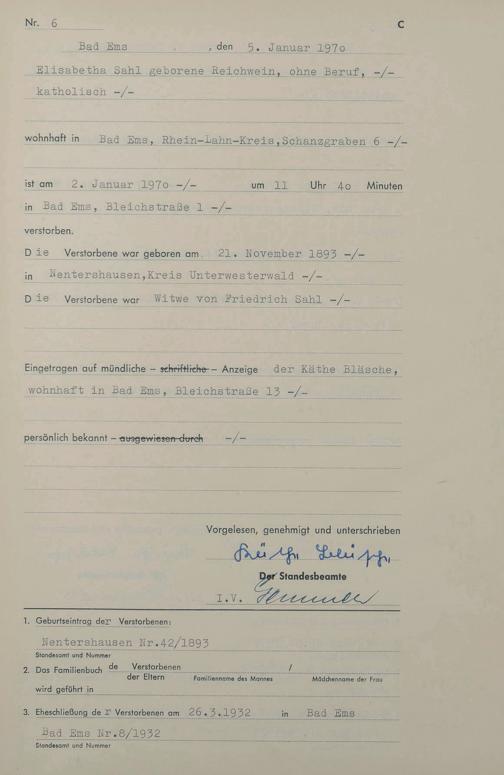 Nr. 6 C
Bad Ems , den 5. Januar 1970
Elisabetha Sahl geborene Reichwein, ohne Beruf, -/-
katholisch -/-
wohnhaft in Bad Ems, Rhein-Lahn-Kreis,Schanzgraben 6 -/-
ist am 2. Januar 1970 -/- um 11 Uhr 40 Minuten
in Bad Ems, Bleichstraße 1 -/-
verstorben.
Die Verstorbene war geboren am 21. November 1893 -/-
in Nentershausen,Kreis Unterwesterwald -/-
Die Verstorbene war Witwe von Friedrich Sahl -/-
Eingetragen auf mündliche – schriftliche – Anzeige der Käthe Bläsche,
wohnhaft in Bad Ems, Bleichstraße 13 -/-
persönlich bekannt – ausgewiesen durch -/-
Vorgelesen, genehmigt und unterschrieben
Der Standesbeamte
I.V.
1. Geburtseintrag der Verstorbenen:
Nentershausen Nr.42/1893
Standesamt und Nummer
2. Das Familienbuch de Verstorbenen /
der Eltern Familienname des Mannes Mädchenname der Frau
wird geführt in
3. Eheschließung der Verstorbenen am 26.3.1932 in Bad Ems
Bad Ems Nr.8/1932
Standesamt und Nummer